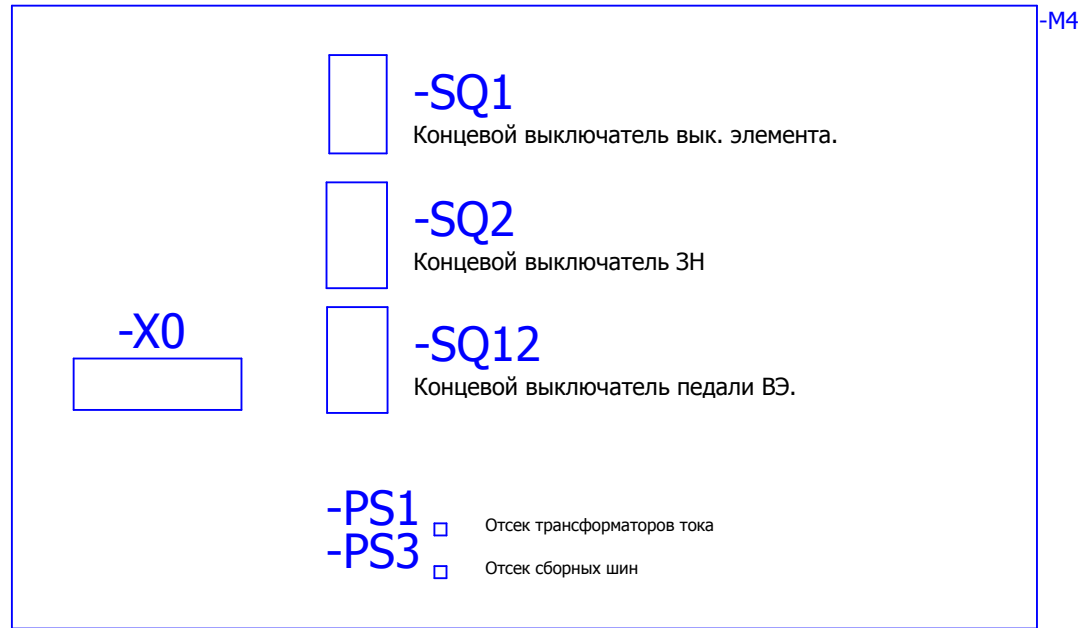 -M4
-SQ1
Концевой выключатель вык. элемента.
-SQ2
Концевой выключатель ЗН
-X0
-SQ12
Концевой выключатель педали ВЭ.
-PS1
Отсек трансформаторов тока
-PS3
Отсек сборных шин